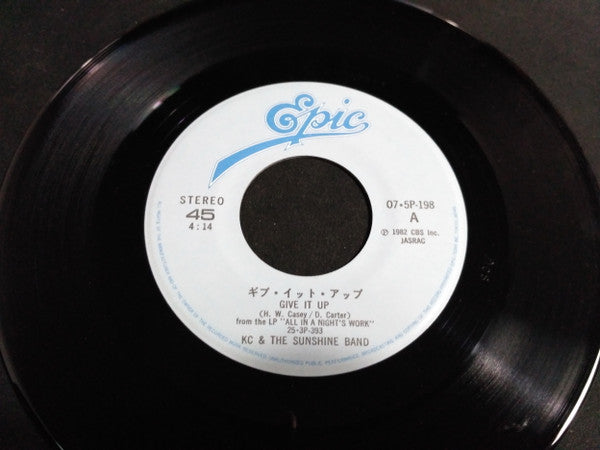 Epic
STEREO
45
4:14
07・5P-198
A
Ⓟ 1982 CBS Inc.
JASRAC
ギブ・イット・アップ
GIVE IT UP
(H. W. Casey/D. Carter)
from the LP "ALL IN A NIGHT'S WORK"
25・3P-393
KC & THE SUNSHINE BAND